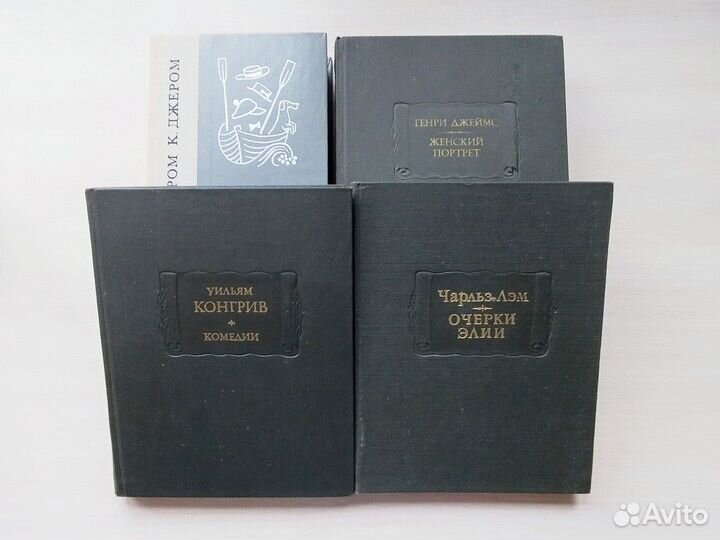 РОМ К. ДЖЕРОМ
ГЕНРИ ДЖЕЙМС
ЖЕНСКИЙ
ПОРТРЕТ
УИЛЬЯМ
КОНГРИВ
КОМЕДИИ
Чарльз Лэм
ОЧЕРКИ
ЭЛИИ
Avito